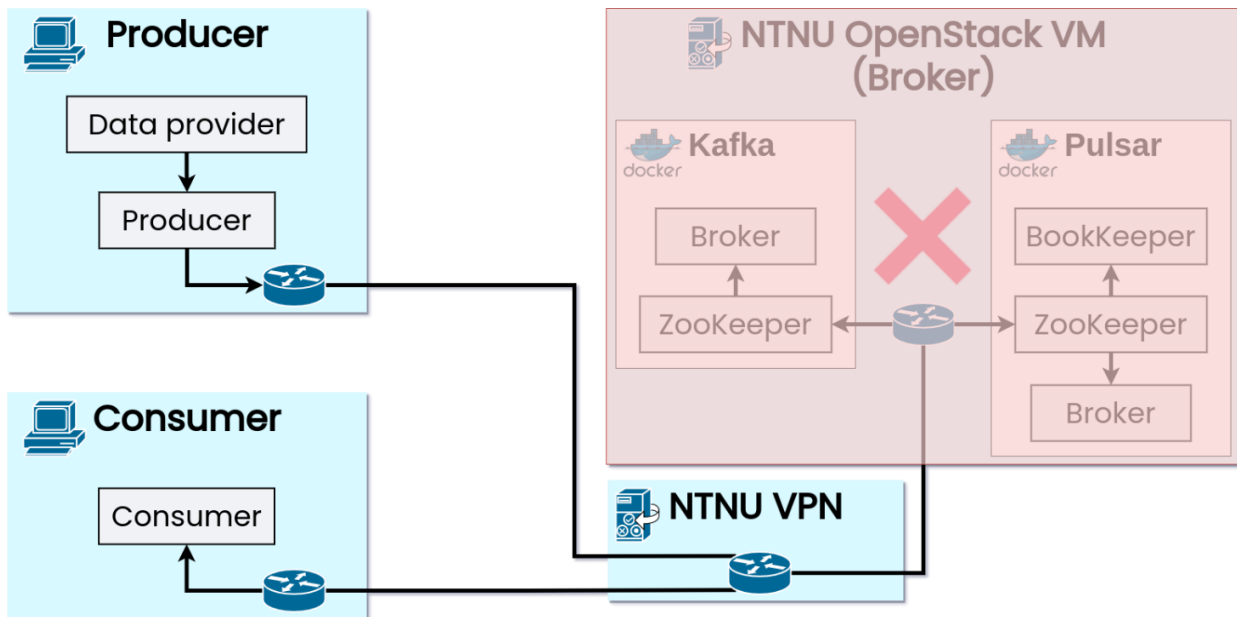 Producer
Data provider
Producer
NTNU OpenStack VM
(Broker)
docker
Kafka
Broker
ZooKeeper
docker
Pulsar
BookKeeper
ZooKeeper
Broker
Consumer
Consumer
NTNU VPN